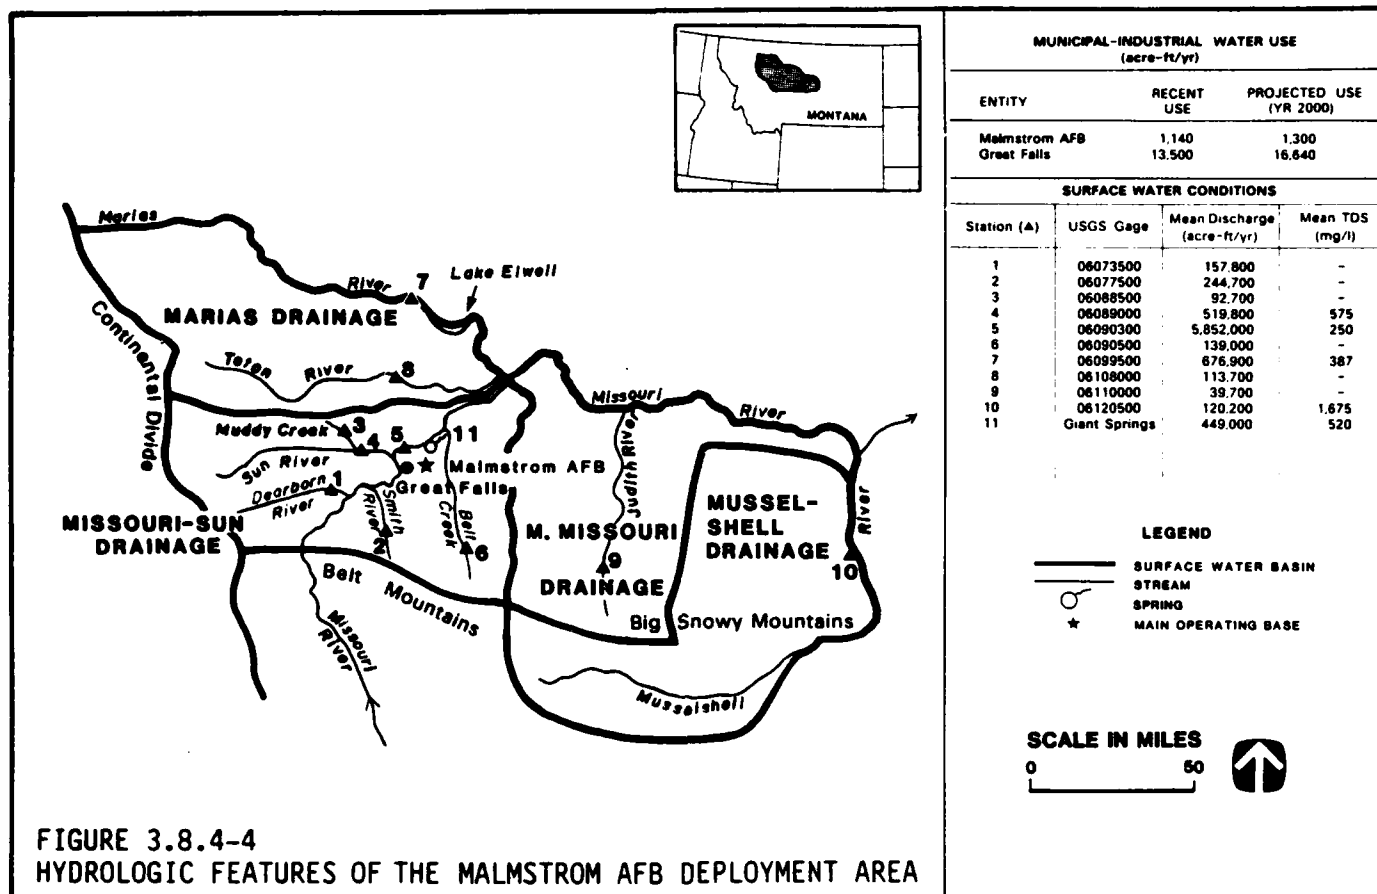 MONTANA
Marias
River
7
Lake Elwell
MARIAS DRAINAGE
Continental Divide
Teton River
8
Missouri River
Muddy Creek
3
4
5
11
Sun River
Malmstrom AFB
Great Falls
Dearborn River
1
Smith River
2
Creek
6
Judith River
9
MISSOURI-SUN
DRAINAGE
M. MISSOURI
DRAINAGE
MUSSEL-
SHELL
DRAINAGE
10
River
Belt Mountains
Big Snowy Mountains
Missouri River
Musselshell
FIGURE 3.8.4-4
HYDROLOGIC FEATURES OF THE MALMSTROM AFB DEPLOYMENT AREA
MUNICIPAL-INDUSTRIAL WATER USE
(acre-ft/yr)
ENTITY RECENT USE PROJECTED USE (YR 2000)
Malmstrom AFB 1,140 1,300
Great Falls 13,500 16,640
SURFACE WATER CONDITIONS
Station (▲) USGS Gage Mean Discharge (acre-ft/yr) Mean TDS (mg/l)
1 06073500 157,800 -
2 06077500 244,700 -
3 06088500 92,700 -
4 06089000 519,800 575
5 06090300 5,852,000 250
6 06090500 139,000 -
7 06099500 676,900 387
8 06108000 113,700 -
9 06110000 39,700 -
10 06120500 120,200 1,675
11 Giant Springs 449,000 520
LEGEND
SURFACE WATER BASIN
STREAM
SPRING
★ MAIN OPERATING BASE
SCALE IN MILES
0 50